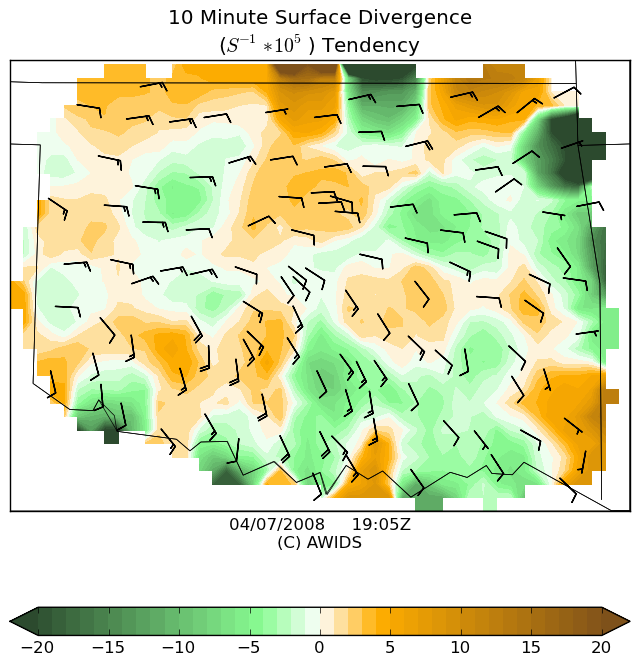 10 Minute Surface Divergence
(S⁻¹ * 10⁵ ) Tendency
04/07/2008 19:05Z
(C) AWIDS
−20 −15 −10 −5 0 5 10 15 20